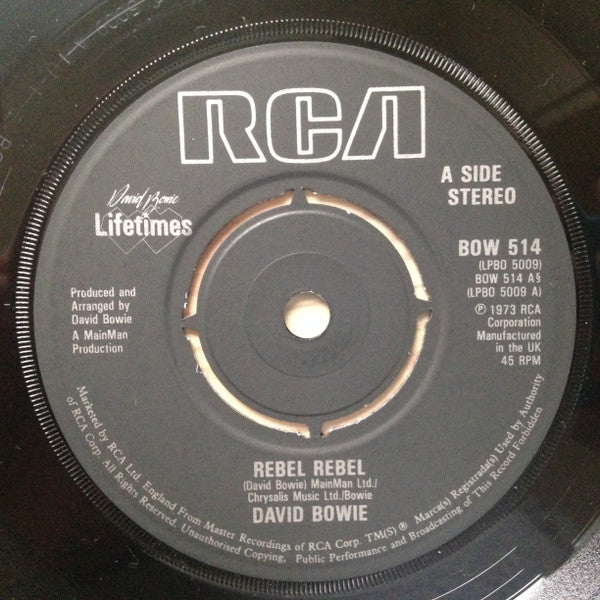 RCA
A SIDE
STEREO
David Bowie
Lifetimes
BOW 514
(LPBO 5009)
BOW 514 A§
(LPBO 5009 A)
Produced and
Arranged by
David Bowie
A MainMan
Production
℗ 1973 RCA
Corporation
Manufactured
in the UK
45 RPM
REBEL REBEL
(David Bowie) MainMan Ltd./
Chrysalis Music Ltd./Bowie
DAVID BOWIE
Marketed by RCA Ltd. England From Master Recordings of RCA Corp. TM(S)® Marca(s) Registrada(s) Used by Authority
of RCA Corp. All Rights Reserved. Unauthorised Copying, Public Performance and Broadcasting of This Record Forbidden